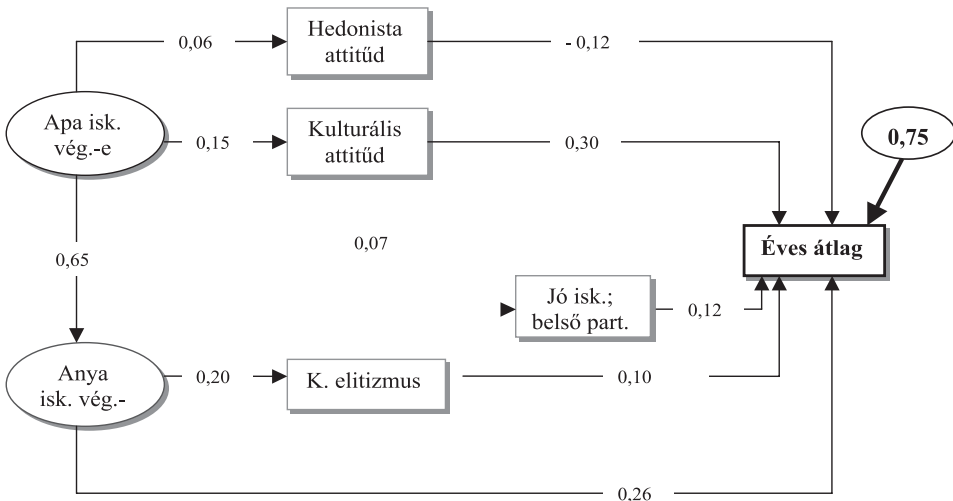 Hedonista
attitűd
0,06
- 0,12
Apa isk.
vég.-e
0,15
Kulturális
attitűd
0,30
0,75
0,07
Éves átlag
0,65
Jó isk.;
belső part.
0,12
Anya
isk. vég.-
0,20
K. elitizmus
0,10
0,26